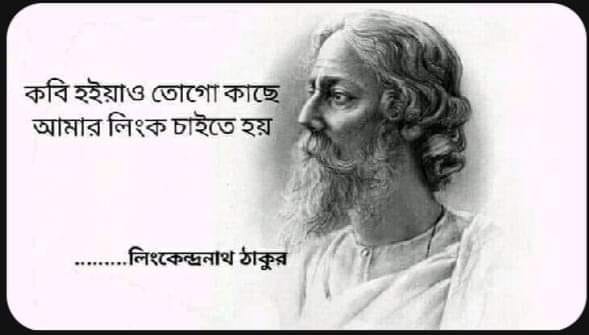 কবি হইয়াও তোগো কাছে
আমার লিংক চাইতে হয়
.........লিংকেন্দ্রনাথ ঠাকুর